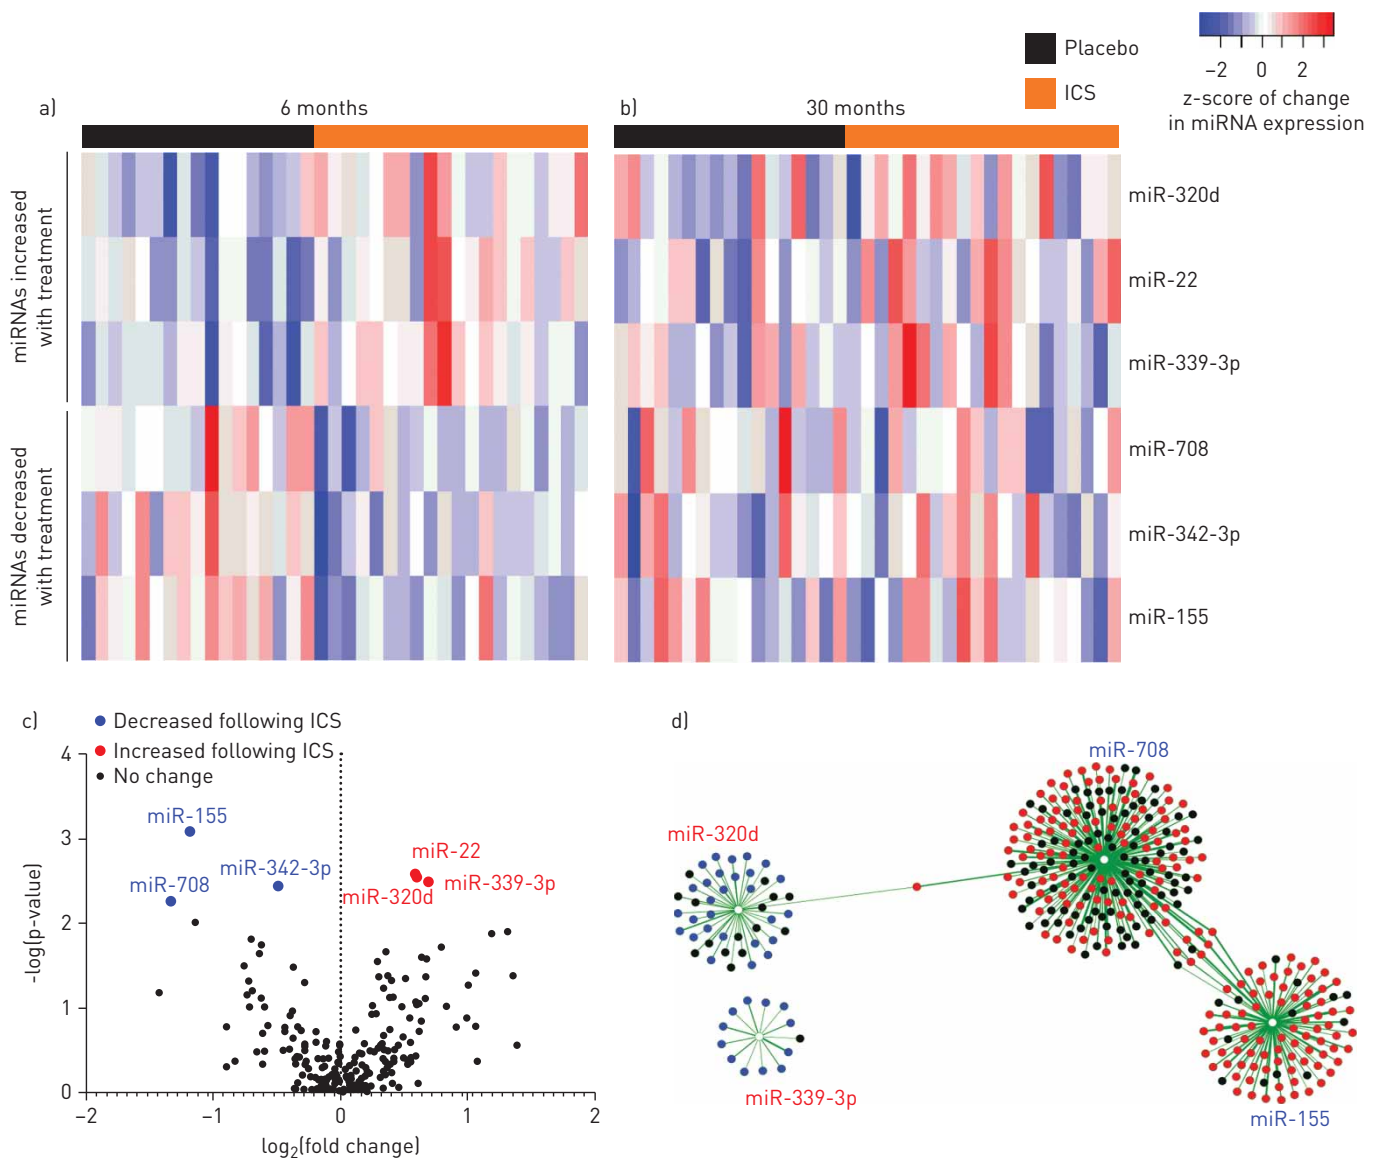 Placebo
ICS
−2 0 2
z-score of change
in miRNA expression
a)
6 months
b)
30 months
miRNAs increased
with treatment
miRNAs decreased
with treatment
miR-320d
miR-22
miR-339-3p
miR-708
miR-342-3p
miR-155
c)
Decreased following ICS
Increased following ICS
No change
4
3
2
1
0
-log(p-value)
miR-155
miR-342-3p
miR-708
miR-22
miR-339-3p
miR-320d
−2 −1 0 1 2
log2(fold change)
d)
miR-708
miR-320d
miR-339-3p
miR-155